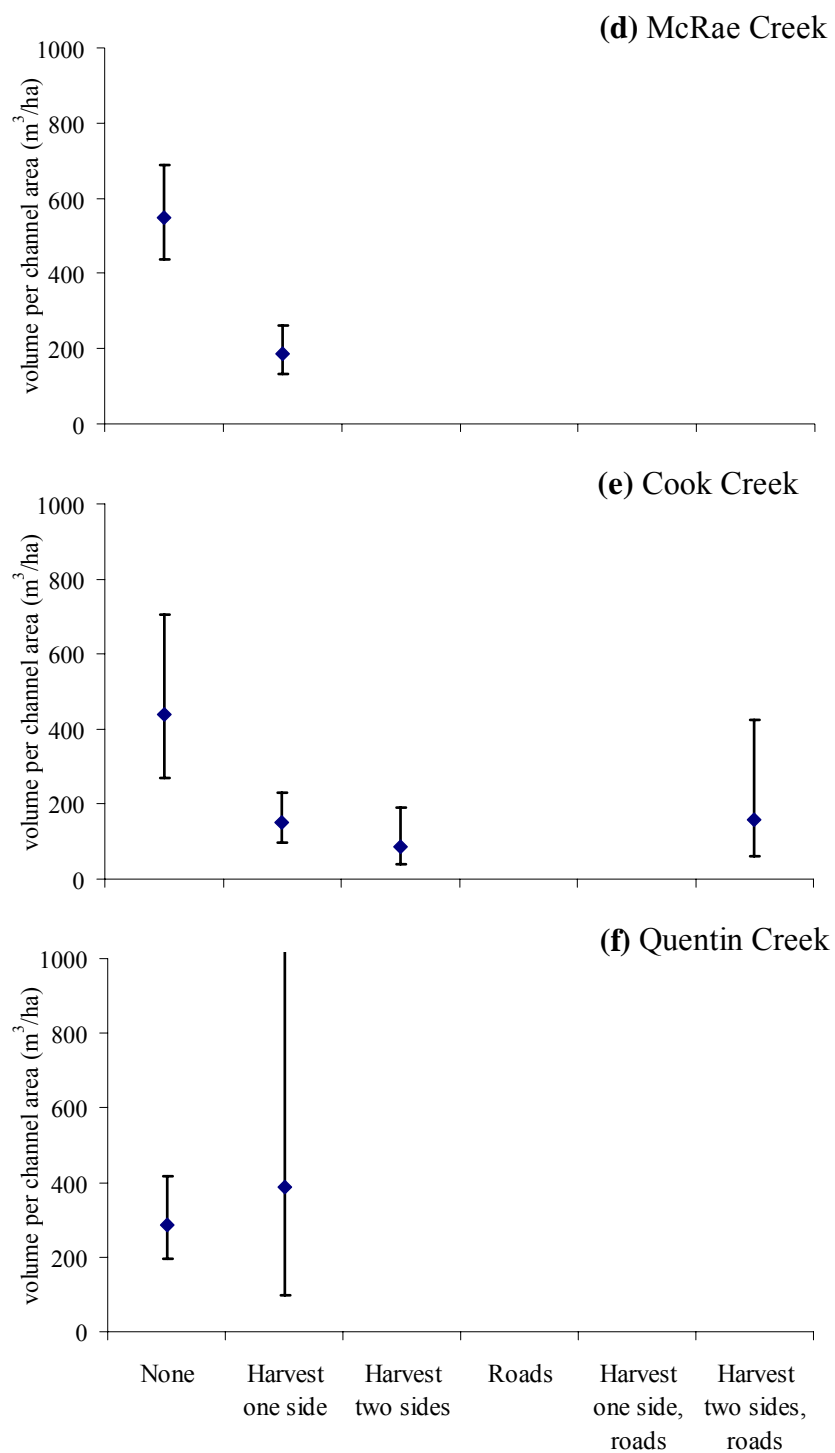 (d) McRae Creek
volume per channel area (m³/ha)
1000
800
600
400
200
0
(e) Cook Creek
volume per channel area (m³/ha)
1000
800
600
400
200
0
(f) Quentin Creek
volume per channel area (m³/ha)
1000
800
600
400
200
0
None
Harvest
one side
Harvest
two sides
Roads
Harvest
one side,
roads
Harvest
two sides,
roads